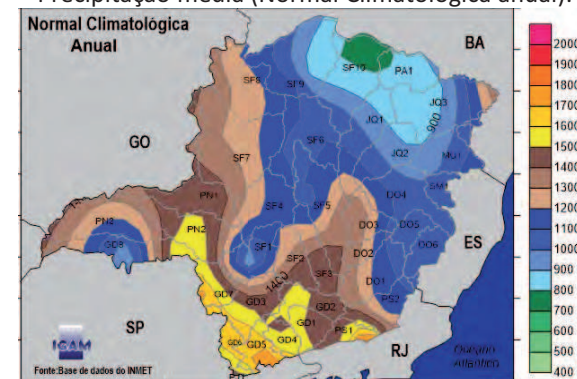 Precipitação média (Normal Climatológica anual).
Normal Climatológica
Anual
BA
GO
SP
RJ
ES
SF10
PA1
SF8
SF9
JQ3
900
JQ1
JQ2
MU1
SF6
SF7
PN1
DO4
SM1
PN2
PN2
SF4
SF5
DO3
DO5
GD8
SF1
DO6
SF2
DO2
1400
SF3
DO1
GD7
GD3
GD2
PS2
GD1
PS1
GD6
GD5
GD4
PJ1
IGAM
Fonte:Base de dados do INMET
Oceano
Atlântico
2000
1900
1800
1700
1600
1500
1400
1300
1200
1100
1000
900
800
700
600
500
400